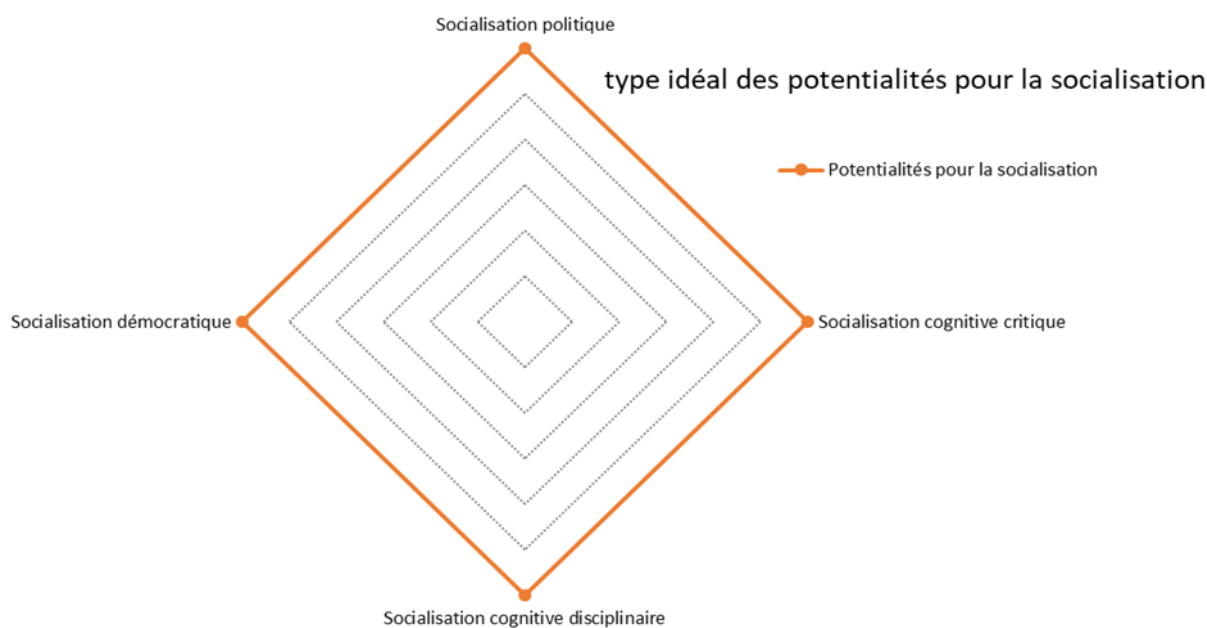 Socialisation politique
type idéal des potentialités pour la socialisation
Potentialités pour la socialisation
Socialisation démocratique
Socialisation cognitive critique
Socialisation cognitive disciplinaire